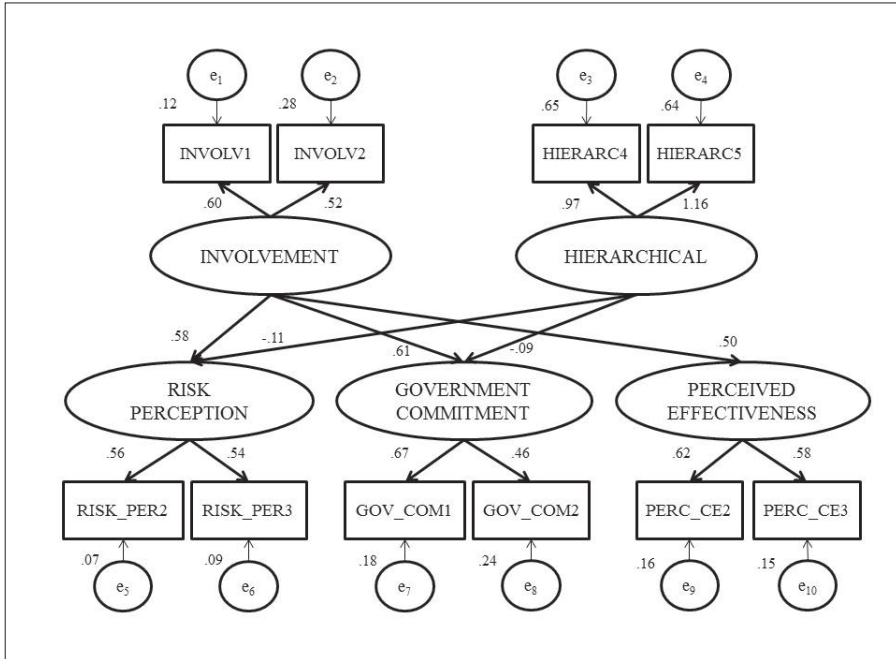 e1 e2 e3 e4
.12 .28 .65 .64
INVOLV1 INVOLV2 HIERARC4 HIERARC5
.60 .52 .97 1.16
INVOLVEMENT HIERARCHICAL
.58 -.11 .61 -.09 .50
RISK
PERCEPTION
GOVERNMENT
COMMITMENT
PERCEIVED
EFFECTIVENESS
.56 .54 .67 .46 .62 .58
RISK_PER2 RISK_PER3 GOV_COM1 GOV_COM2 PERC_CE2 PERC_CE3
.07 .09 .18 .24 .16 .15
e5 e6 e7 e8 e9 e10